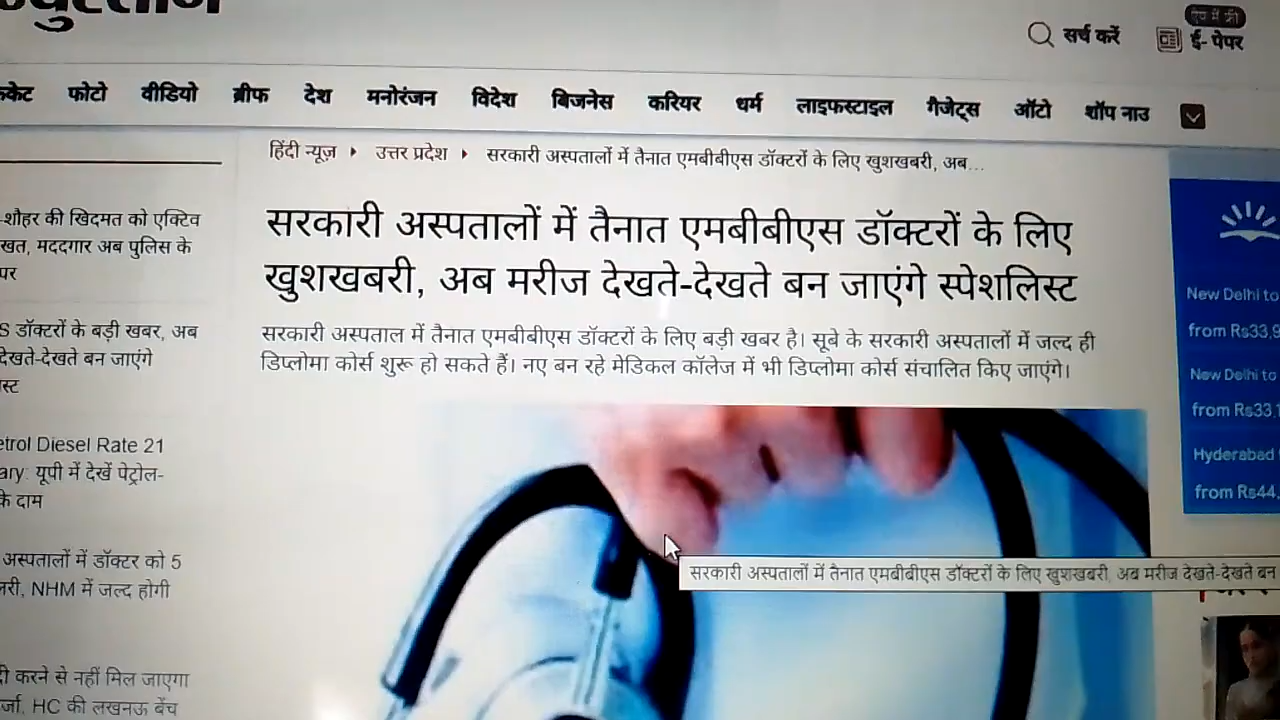 सर्च करें
ऐप में फ्री
ई- पेपर
फोटो वीडियो ब्रीफ देश मनोरंजन विदेश बिजनेस करियर धर्म लाइफस्टाइल गैजेट्स ऑटो शॉप नाउ
हिंदी न्यूज़ उत्तर प्रदेश सरकारी अस्पतालों में तैनात एमबीबीएस डॉक्टरों के लिए खुशखबरी, अब...
सरकारी अस्पतालों में तैनात एमबीबीएस डॉक्टरों के लिए
खुशखबरी, अब मरीज देखते-देखते बन जाएंगे स्पेशलिस्ट
सरकारी अस्पताल में तैनात एमबीबीएस डॉक्टरों के लिए बड़ी खबर है। सूबे के सरकारी अस्पतालों में जल्द ही
डिप्लोमा कोर्स शुरू हो सकते हैं। नए बन रहे मेडिकल कॉलेज में भी डिप्लोमा कोर्स संचालित किए जाएंगे।
-शौहर की खिदमत को एक्टिव
मददगार अब पुलिस के
पर
S डॉक्टरों के बड़ी खबर, अब
देखते-देखते बन जाएंगे
etrol Diesel Rate 21
ary: यूपी में देखें पेट्रोल-
के दाम
अस्पतालों में डॉक्टर को 5
NHM में जल्द होगी
करने से नहीं मिल जाएगा
HC की लखनऊ बेंच
New Delhi to
from Rs33,9
New Delhi to
from Rs33,1
Hyderabad
from Rs44,
सरकारी अस्पतालों में तैनात एमबीबीएस डॉक्टरों के लिए खुशखबरी, अब मरीज देखते-देखते बन